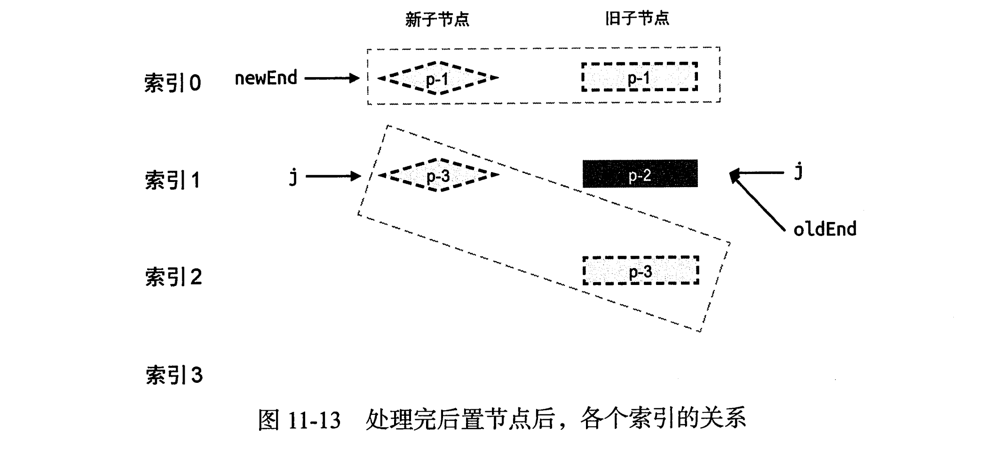 新子节点 旧子节点
索引0 newEnd p-1 p-1
索引1 j p-3 p-2 j
oldEnd
索引2 p-3
索引3
图 11-13 处理完后置节点后，各个索引的关系